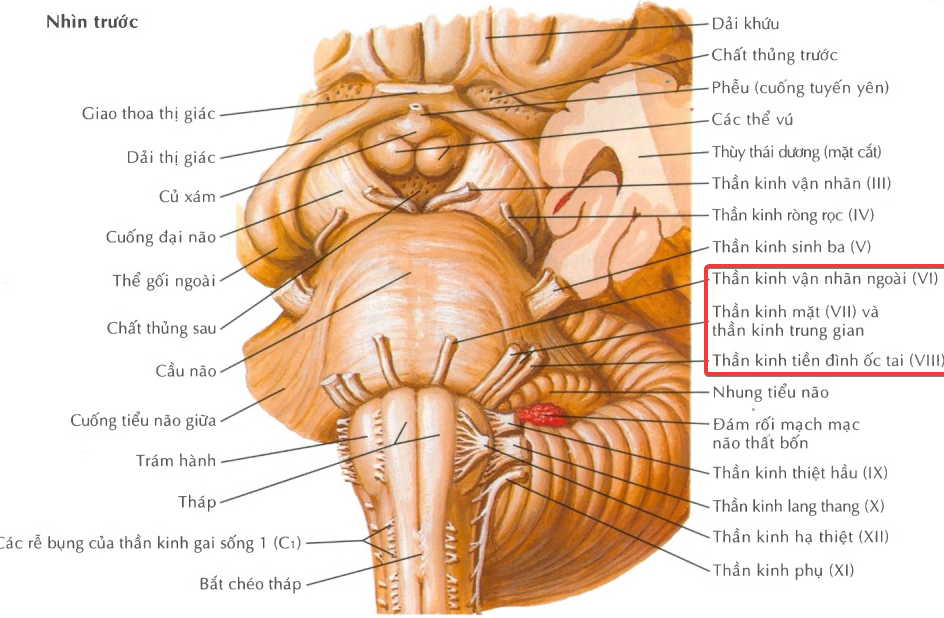 Nhìn trước
Giao thoa thị giác
Dải thị giác
Củ xám
Cuống đại não
Thể gối ngoài
Chất thủng sau
Cầu não
Cuống tiểu não giữa
Trám hành
Tháp
Các rễ bụng của thần kinh gai sống 1 (C1)
Bắt chéo tháp
Dải khứu
Chất thủng trước
Phễu (cuống tuyến yên)
Các thể vú
Thùy thái dương (mặt cắt)
Thần kinh vận nhãn (III)
Thần kinh ròng rọc (IV)
Thần kinh sinh ba (V)
Thần kinh vận nhãn ngoài (VI)
Thần kinh mặt (VII) và
thần kinh trung gian
Thần kinh tiền đình ốc tai (VIII)
Nhung tiểu não
Đám rối mạch mạc
não thất bốn
Thần kinh thiệt hầu (IX)
Thần kinh lang thang (X)
Thần kinh hạ thiệt (XII)
Thần kinh phụ (XI)